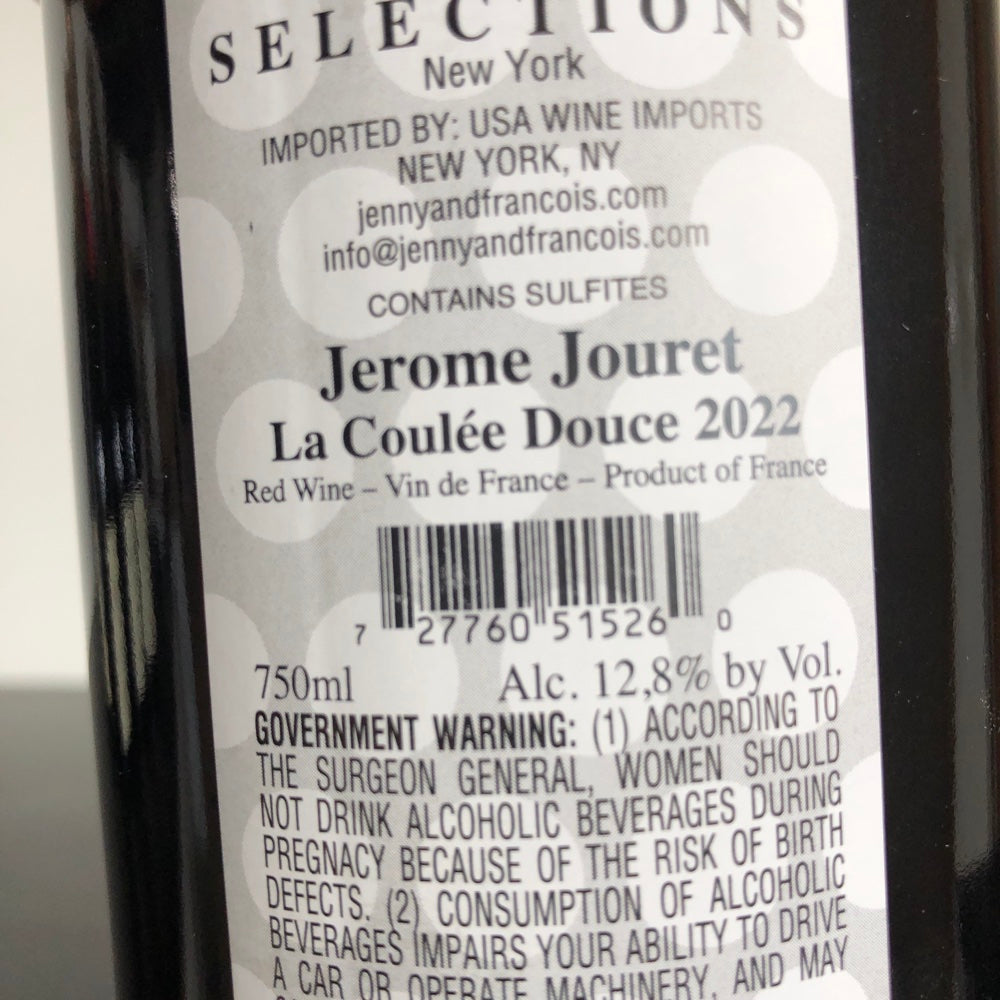 SELECTIONS
New York
IMPORTED BY: USA WINE IMPORTS
NEW YORK, NY
jennyandfrancois.com
info@jennyandfrancois.com
CONTAINS SULFITES
Jerome Jouret
La Coulée Douce 2022
Red Wine – Vin de France – Product of France
7 27760 51526 0
750ml Alc. 12,8% by Vol.
GOVERNMENT WARNING: (1) ACCORDING TO
THE SURGEON GENERAL, WOMEN SHOULD
NOT DRINK ALCOHOLIC BEVERAGES DURING
PREGNACY BECAUSE OF THE RISK OF BIRTH
DEFECTS. (2) CONSUMPTION OF ALCOHOLIC
BEVERAGES IMPAIRS YOUR ABILITY TO DRIVE
A CAR OR OPERATE MACHINERY, AND MAY